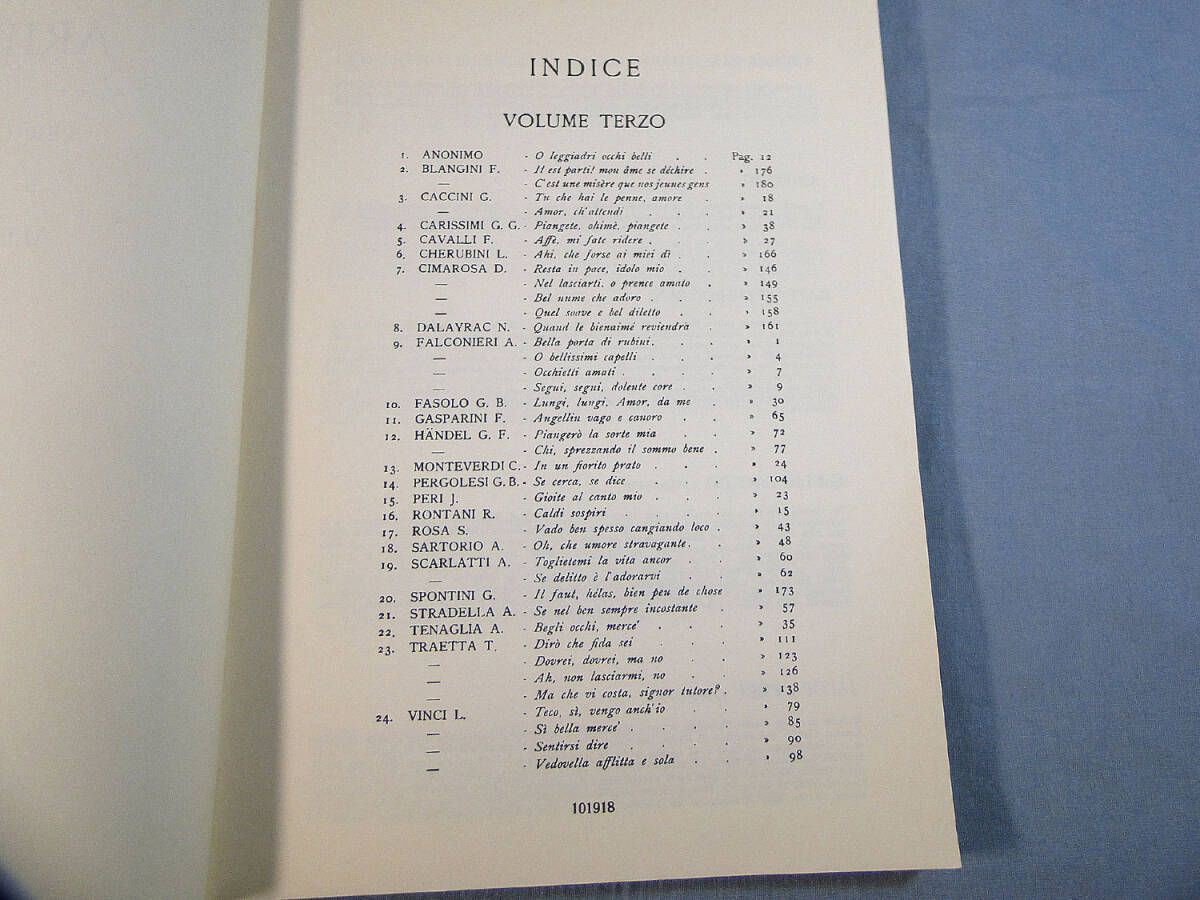 INDICE
VOLUME TERZO
1. ANONIMO - O leggiadri occhi belli . . Pag. 12
2. BLANGINI F. - Il est parti! mon âme se déchire . » 176
— - C'est une misère que nos jeunes gens » 180
3. CACCINI G. - Tu che hai le penne, amore . » 18
— - Amor, ch'attendi . . . » 21
4. CARISSIMI G. G. - Piangete, ohimè, piangete . . » 38
5. CAVALLI F. - Affè, mi fate ridere . . . » 27
6. CHERUBINI L. - Ahi, che forse ai miei dì . . » 166
7. CIMAROSA D. - Resta in pace, idolo mio . . » 146
— - Nel lasciarti, o prence amato . » 149
— - Bel nume che adoro . . . » 155
— - Quel soave e bel diletto . . » 158
8. DALAYRAC N. - Quand le bienaimé reviendra . » 161
9. FALCONIERI A. - Bella porta di rubini . . . » 1
— - O bellissimi capelli . . . » 4
— - Occhietti amati . . . . » 7
— - Segui, segui, dolente core . . » 9
10. FASOLO G. B. - Lungi, lungi, Amor, da me . » 30
11. GASPARINI F. - Augellin vago e canoro . . » 65
12. HÄNDEL G. F. - Piangerò la sorte mia . . » 72
— - Chi, sprezzando il sommo bene . » 77
13. MONTEVERDI C. - In un fiorito prato . . . » 24
14. PERGOLESI G. B. - Se cerca, se dice . . . » 104
15. PERI J. - Gioite al canto mio . . . » 23
16. RONTANI R. - Caldi sospiri . . . . » 15
17. ROSA S. - Vado ben spesso cangiando loco . » 43
18. SARTORIO A. - Oh, che umore stravagante. . » 48
19. SCARLATTI A. - Toglietemi la vita ancor . . » 60
— - Se delitto è l'adorarvi . . » 62
20. SPONTINI G. - Il faut, hélas, bien peu de chose » 173
21. STRADELLA A. - Se nel ben sempre incostante . » 57
22. TENAGLIA A. - Begli occhi, merce' . . . » 35
23. TRAETTA T. - Dirò che fida sei . . . » 111
— - Dovrei, dovrei, ma no . . » 123
— - Ah, non lasciarmi, no . . » 126
— - Ma che vi costa, signor tutore? . » 138
24. VINCI L. - Teco, sì, vengo anch'io . . » 79
— - Sì bella merce' . . . . » 85
— - Sentirsi dire . . . . » 90
— - Vedovella afflitta e sola . . » 98
101918